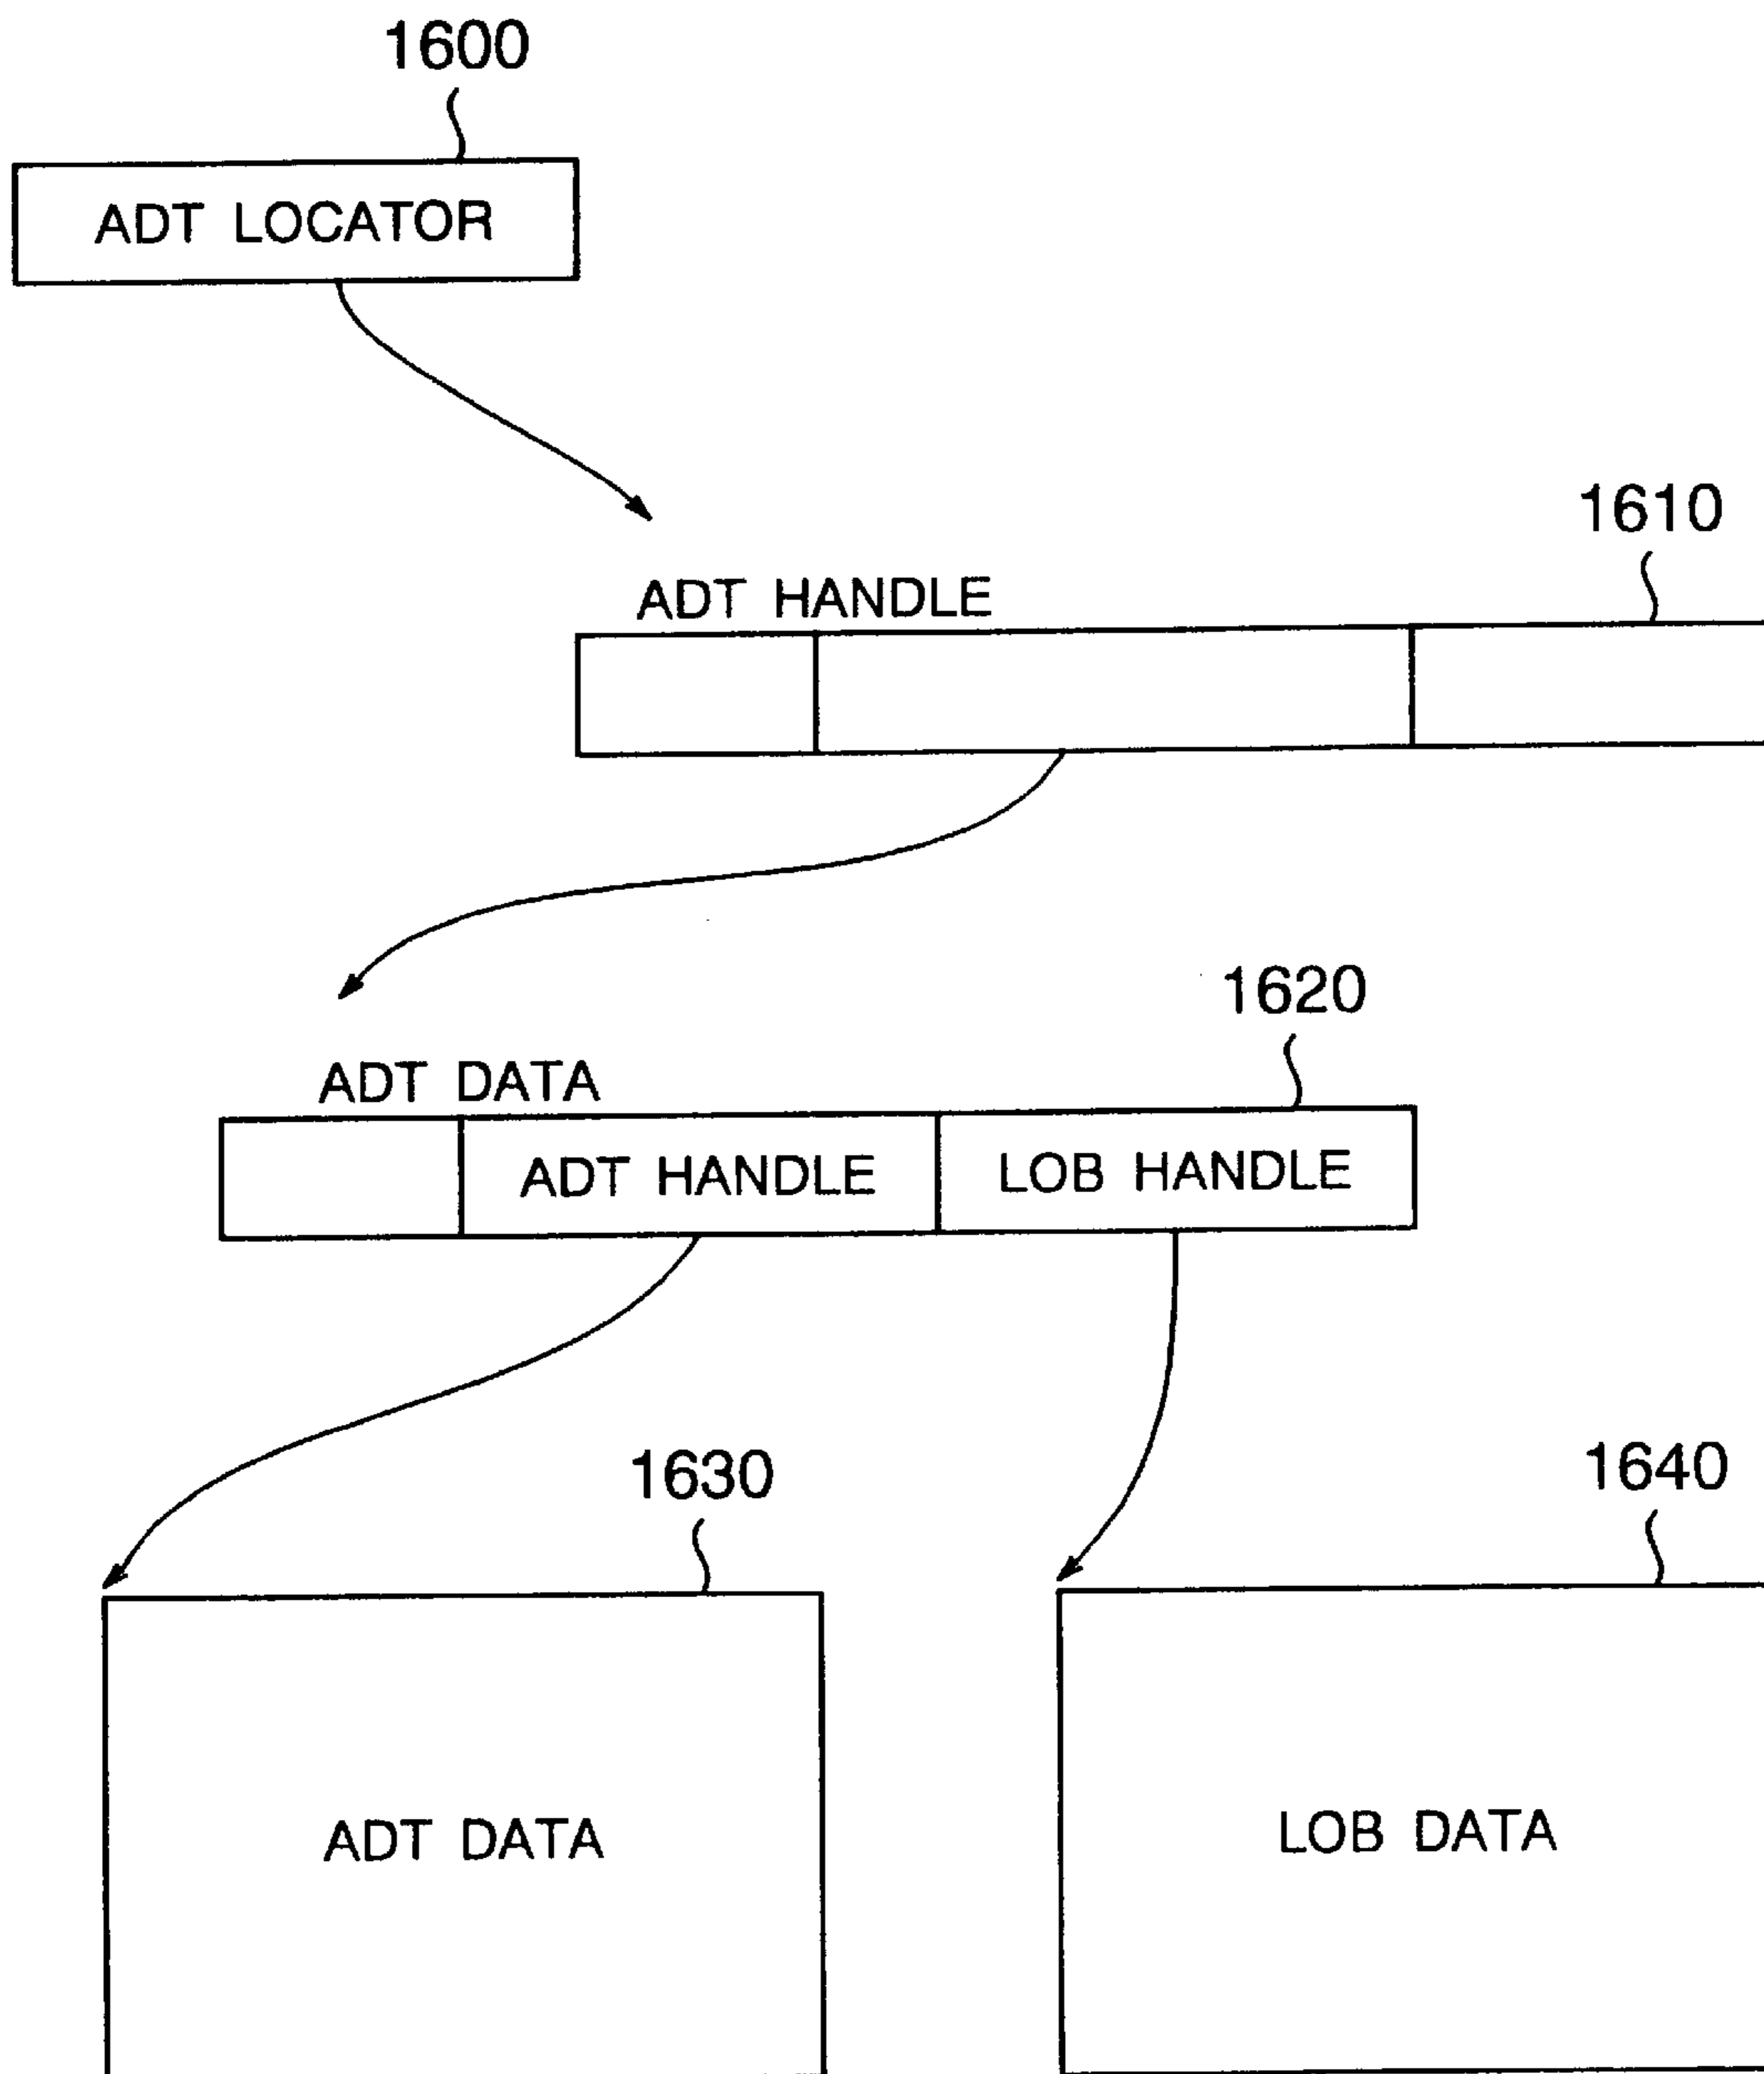 1600
ADT LOCATOR
1610
ADT HANDLE
1620
ADT DATA
ADT HANDLE
LOB HANDLE
1630
1640
ADT DATA
LOB DATA